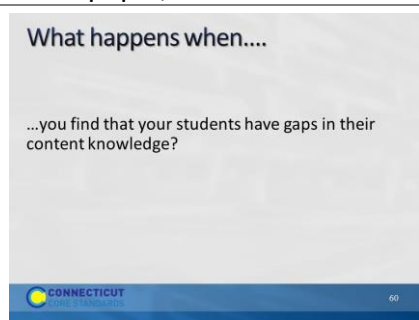 What happens when....
...you find that your students have gaps in their
content knowledge?
CONNECTICUT
CORE STANDARDS
60